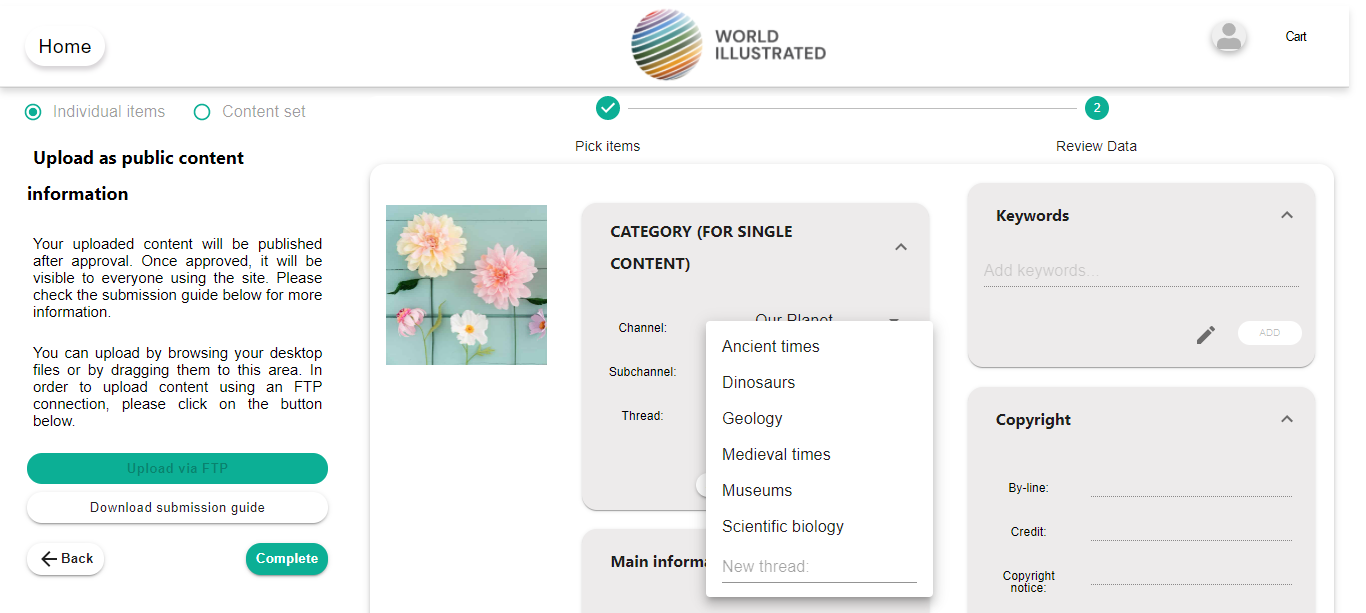 Home
WORLD
ILLUSTRATED
Cart
Individual items
Content set
2
Pick items
Review Data
Upload as public content
information
Your uploaded content will be published
after approval. Once approved, it will be
visible to everyone using the site. Please
check the submission guide below for more
information.
You can upload by browsing your desktop
files or by dragging them to this area. In
order to upload content using an FTP
connection, please click on the button
below.
Upload via FTP
Download submission guide
Back
Complete
CATEGORY (FOR SINGLE
CONTENT)
Channel:
Our Planet
Subchannel:
Thread:
Ancient times
Dinosaurs
Geology
Medieval times
Museums
Scientific biology
New thread:
Main informa
Keywords
Add keywords...
ADD
Copyright
By-line:
Credit:
Copyright
notice: